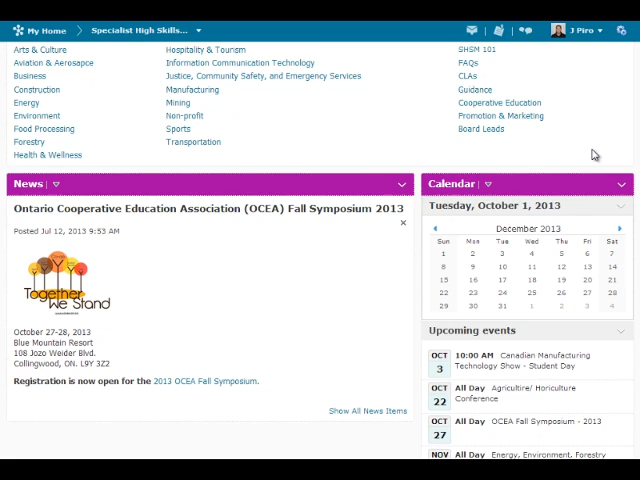 My Home Specialist High Skills... J Piro
Arts & Culture Hospitality & Tourism SHSM 101
Aviation & Aerosapce Information Communication Technology FAQs
Business Justice, Community Safety, and Emergency Services CLAs
Construction Manufacturing Guidance
Energy Mining Cooperative Education
Environment Non-profit Promotion & Marketing
Food Processing Sports Board Leads
Forestry Transportation
Health & Wellness
News
Ontario Cooperative Education Association (OCEA) Fall Symposium 2013
Posted Jul 12, 2013 9:53 AM
Together
We Stand
October 27-28, 2013
Blue Mountain Resort
108 Jozo Weider Blvd.
Collingwood, ON. L9Y 3Z2
Registration is now open for the 2013 OCEA Fall Symposium.
Show All News Items
Calendar
Tuesday, October 1, 2013
December 2013
Sun Mon Tue Wed Thu Fri Sat
1 2 3 4 5 6 7
8 9 10 11 12 13 14
15 16 17 18 19 20 21
22 23 24 25 26 27 28
29 30 31 1 2 3 4
Upcoming events
OCT 3 10:00 AM Canadian Manufacturing
Technology Show - Student Day
OCT 22 All Day Agriculture/ Horiculture
Conference
OCT 27 All Day OCEA Fall Symposium - 2013
NOV All Day Energy, Environment, Forestry